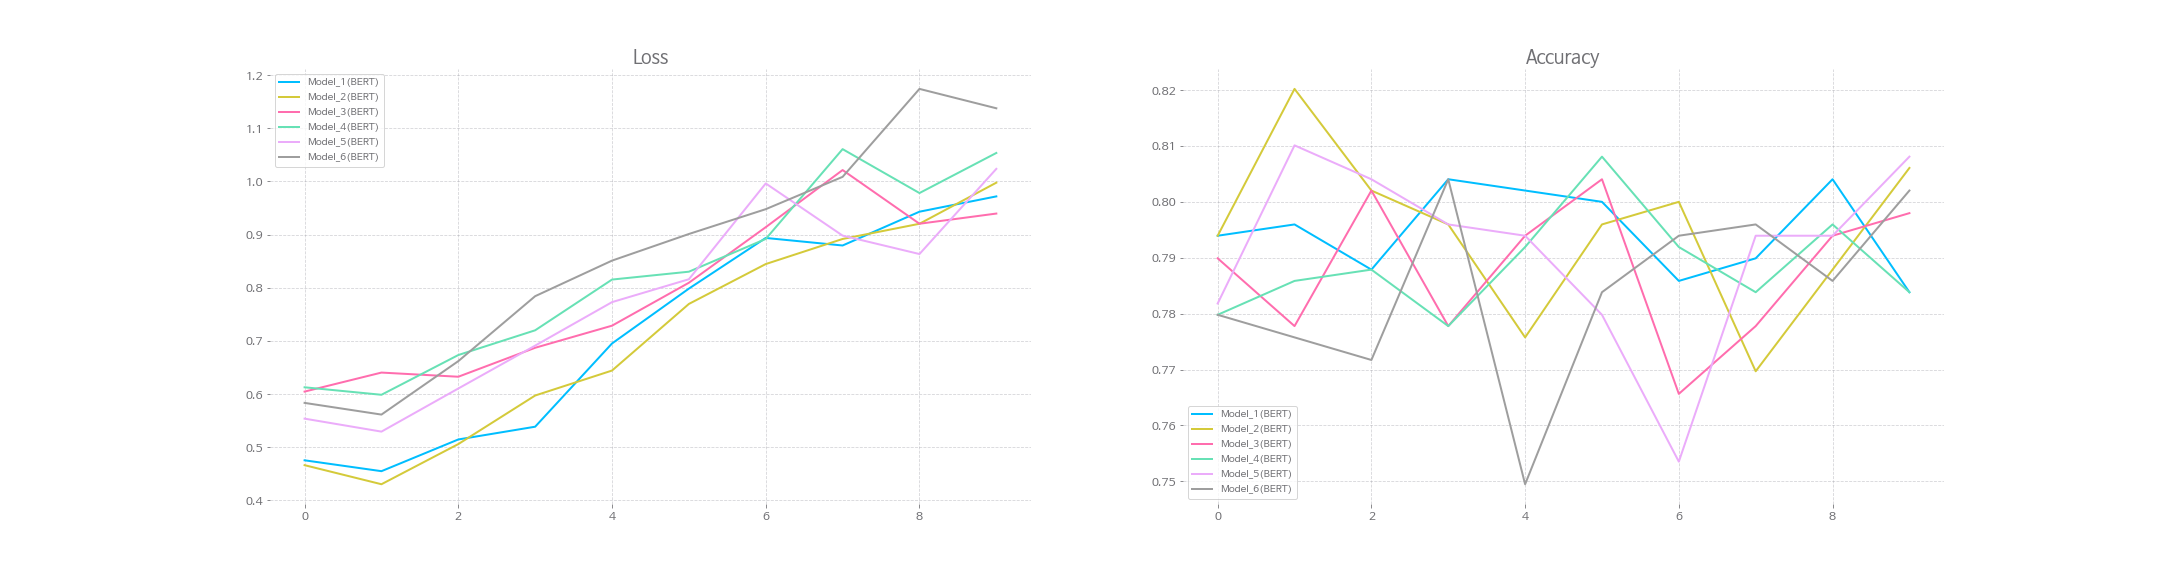 Loss
1.2
1.1
1.0
0.9
0.8
0.7
0.6
0.5
0.4
0 2 4 6 8
Model_1(BERT)
Model_2(BERT)
Model_3(BERT)
Model_4(BERT)
Model_5(BERT)
Model_6(BERT)
Accuracy
0.82
0.81
0.80
0.79
0.78
0.77
0.76
0.75
0 2 4 6 8
Model_1(BERT)
Model_2(BERT)
Model_3(BERT)
Model_4(BERT)
Model_5(BERT)
Model_6(BERT)